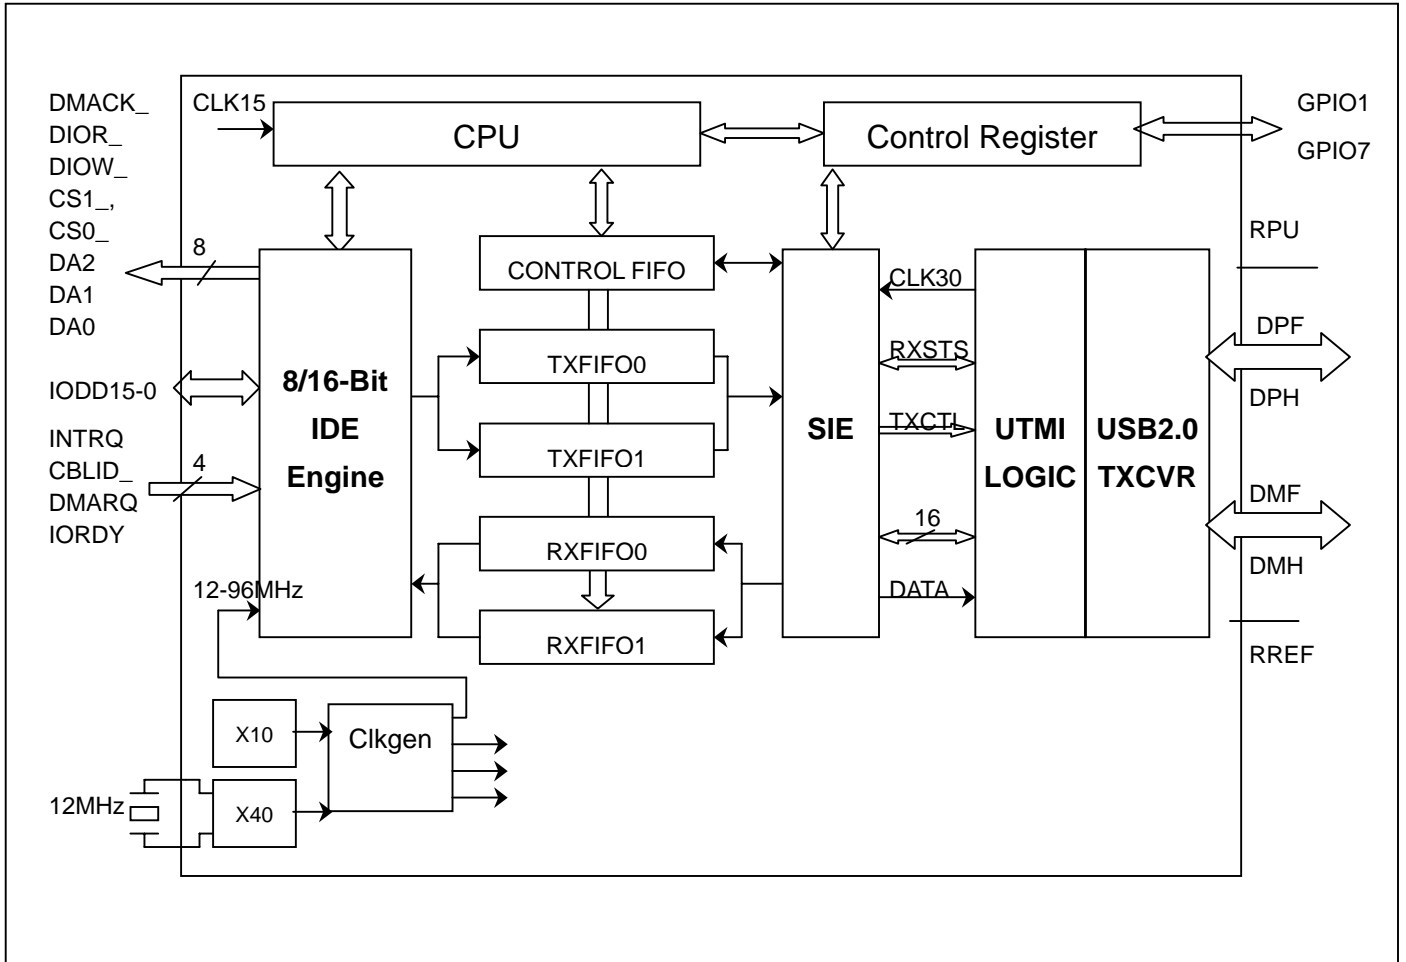 DMACK_
DIOR_
DIOW_
CS1_,
CS0_
DA2
DA1
DA0
IODD15-0
INTRQ
CBLID_
DMARQ
IORDY
12MHz
CLK15
8
4
12-96MHz
CPU
Control Register
8/16-Bit
IDE
Engine
CONTROL FIFO
TXFIFO0
TXFIFO1
RXFIFO0
RXFIFO1
SIE
CLK30
RXSTS
TXCTL
16
DATA
UTMI
LOGIC
USB2.0
TXCVR
X10
X40
Clkgen
GPIO1
GPIO7
RPU
DPF
DPH
DMF
DMH
RREF